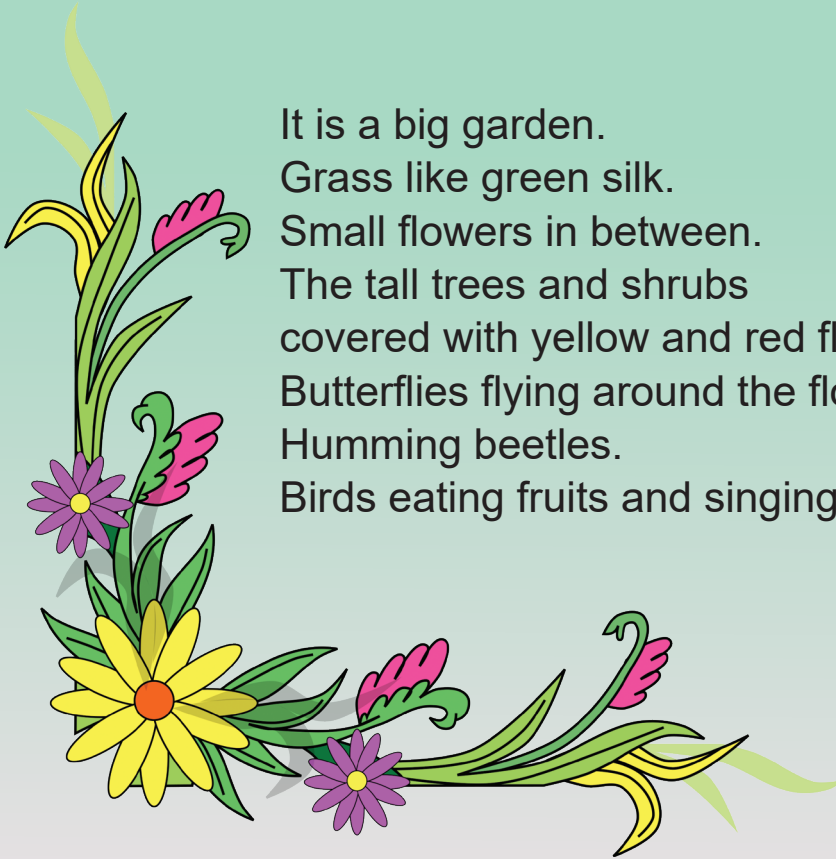 It is a big garden.
Grass like green silk.
Small flowers in between.
The tall trees and shrubs
covered with yellow and red
Butterflies flying around the
Humming beetles.
Birds eating fruits and singing